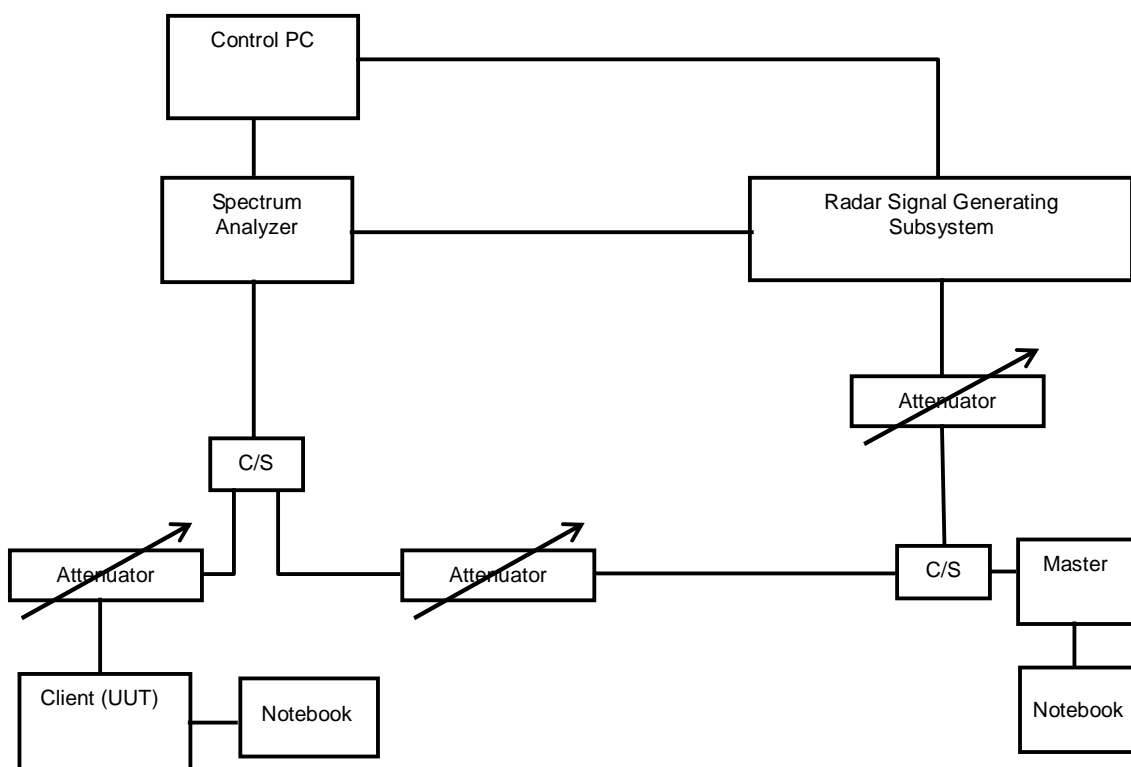 Control PC
Spectrum
Analyzer
Radar Signal Generating
Subsystem
Attenuator
C/S
Attenuator
Attenuator
C/S
Master
Client (UUT)
Notebook
Notebook